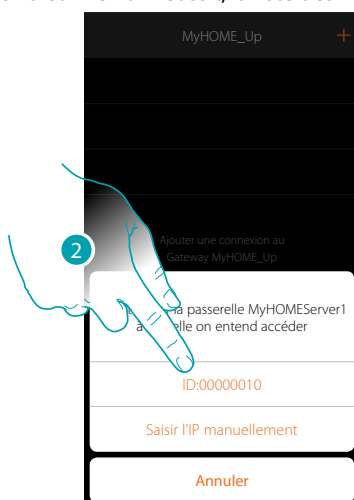 MyHOME_Up +
Ajouter une connexion au
Gateway MyHOME_Up
2
la passerelle MyHOMEServer1
elle on entend accéder
ID:00000010
Saisir l'IP manuellement
Annuler